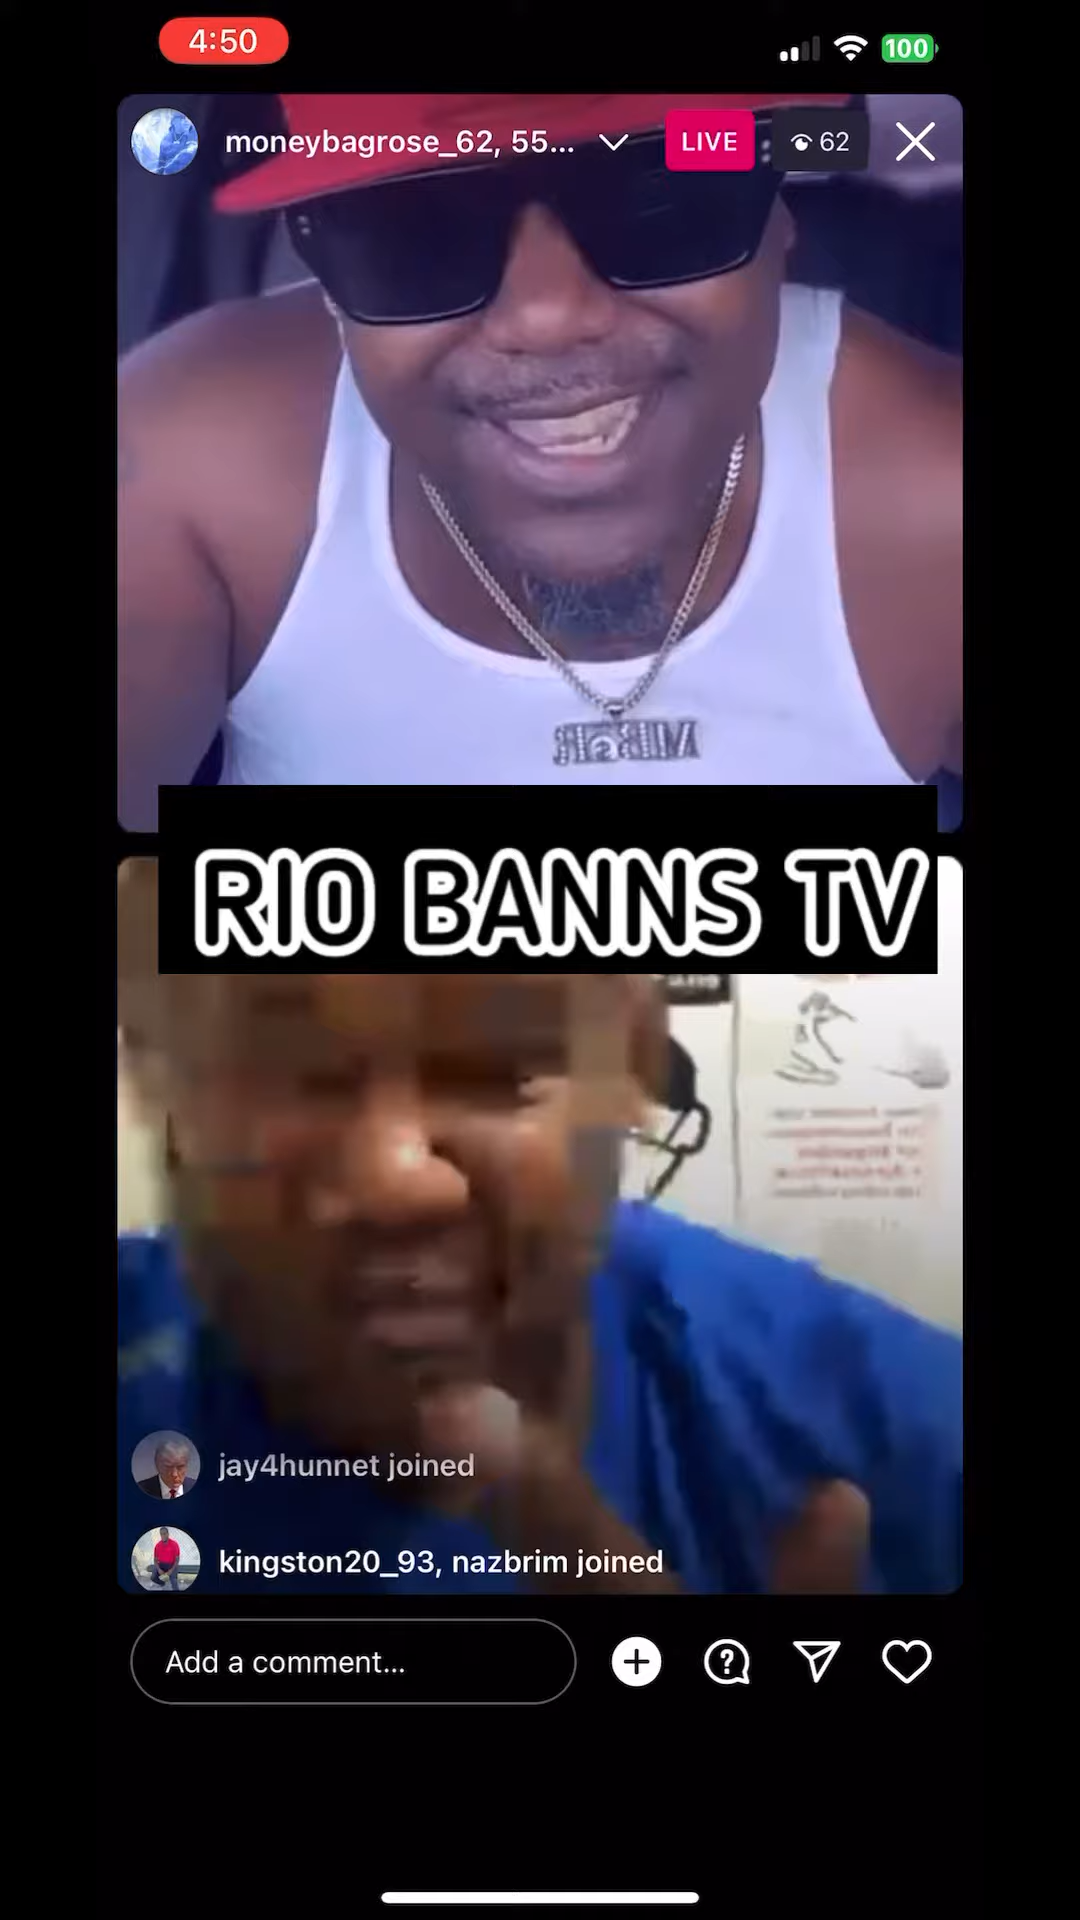 4:50
100
moneybagrose_62, 55...
LIVE
62
RIO BANNS TV
jay4hunnet joined
kingston20_93, nazbrim joined
Add a comment...